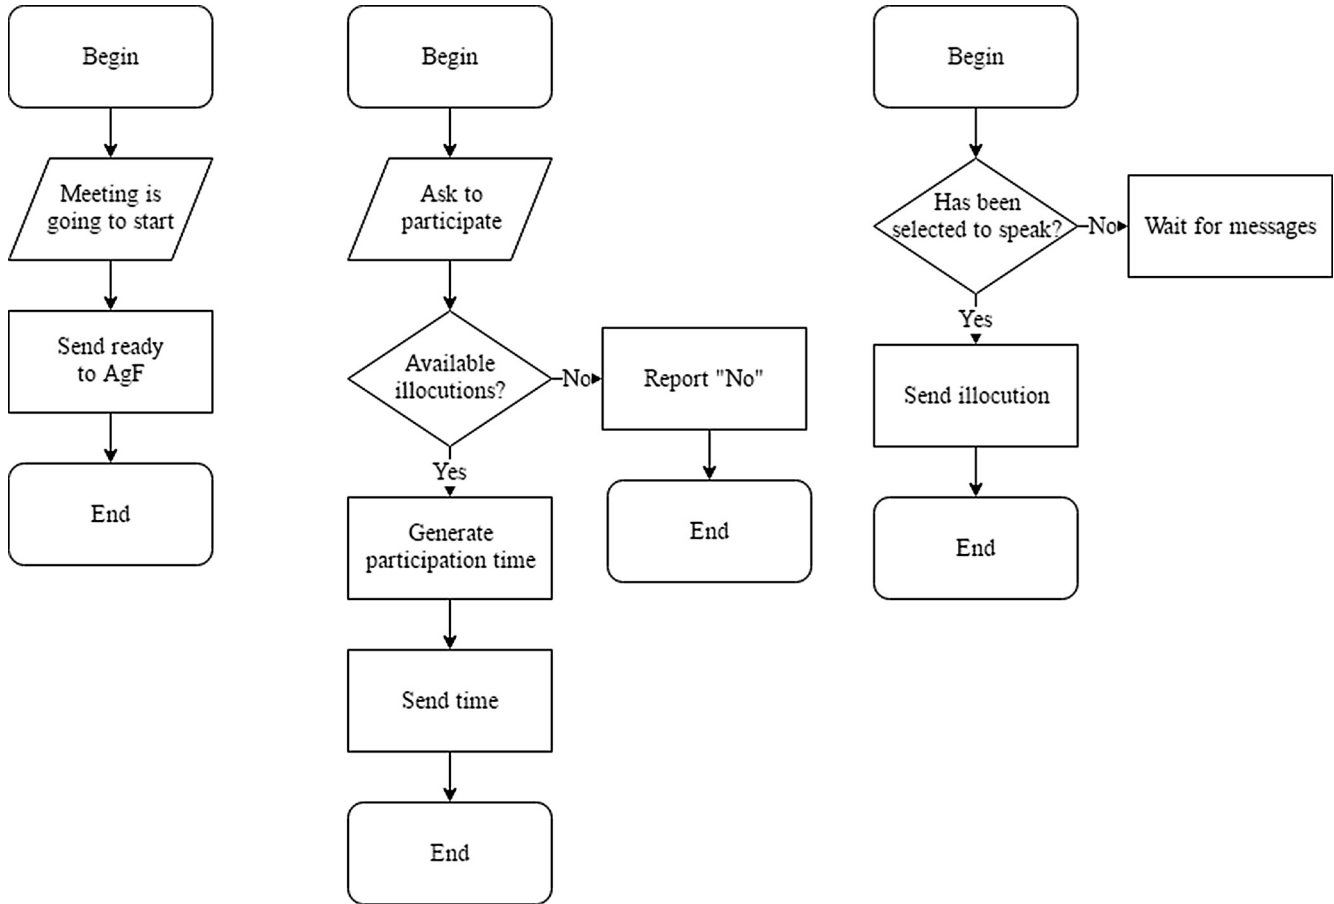 Begin
Meeting is
going to start
Send ready
to AgF
End
Begin
Ask to
participate
Available
illocutions?
No
Report "No"
End
Yes
Generate
participation time
Send time
End
Begin
Has been
selected to speak?
No
Wait for messages
Yes
Send illocution
End